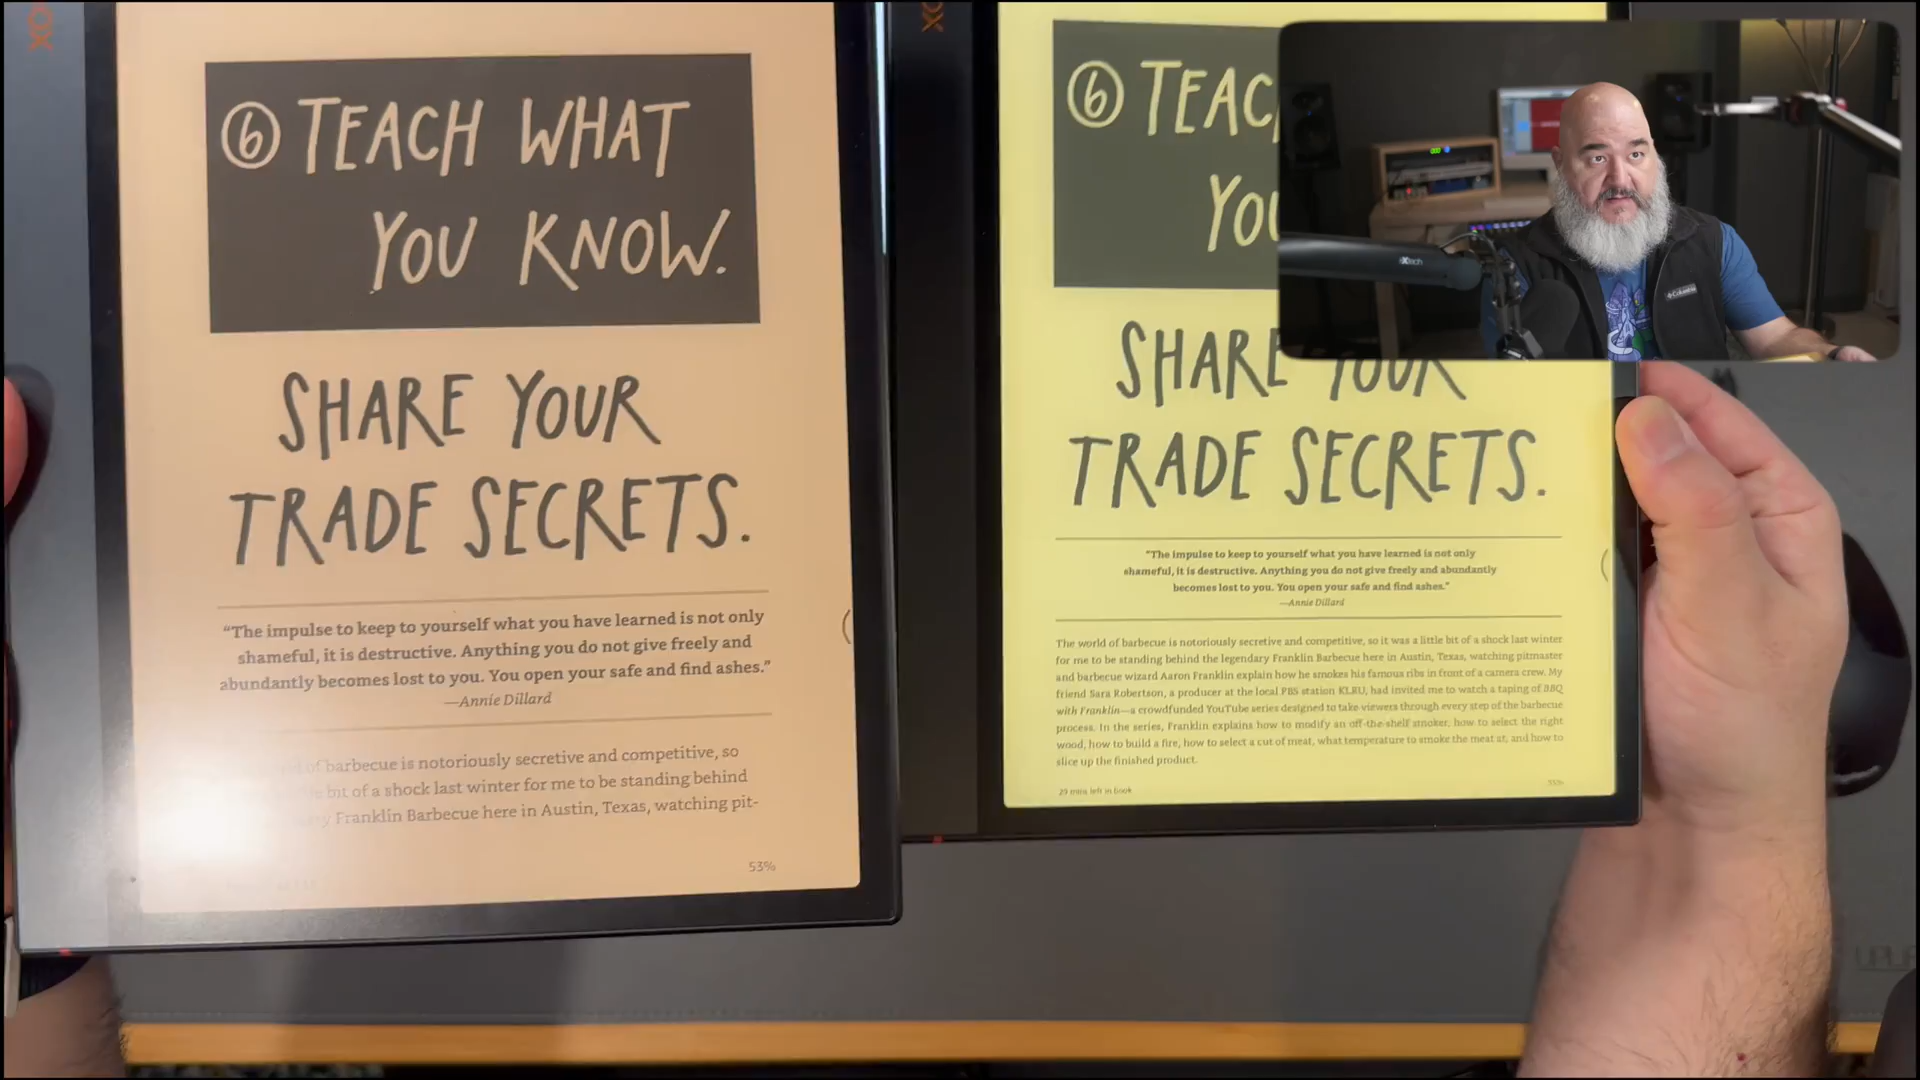 ⑥ TEACH WHAT
YOU KNOW.
SHARE YOUR
TRADE SECRETS.
“The impulse to keep to yourself what you have learned is not only
shameful, it is destructive. Anything you do not give freely and
abundantly becomes lost to you. You open your safe and find ashes.”
—Annie Dillard
of barbecue is notoriously secretive and competitive, so
bit of a shock last winter for me to be standing behind
Franklin Barbecue here in Austin, Texas, watching pit-
53%
⑥ TEAC
YOU
SHARE YOUR
TRADE SECRETS.
“The impulse to keep to yourself what you have learned is not only
shameful, it is destructive. Anything you do not give freely and abundantly
becomes lost to you. You open your safe and find ashes.”
—Annie Dillard
The world of barbecue is notoriously secretive and competitive, so it was a little bit of a shock last winter
for me to be standing behind the legendary Franklin Barbecue here in Austin, Texas, watching pitmaster
and barbecue wizard Aaron Franklin explain how he smokes his famous ribs in front of a camera crew. My
friend Sara Robertson, a producer at the local PBS station KLRU, had invited me to watch a taping of BBQ
with Franklin—a crowdfunded YouTube series designed to take viewers through every step of the barbecue
process. In the series, Franklin explains how to modify an off-the-shelf smoker, how to select the right
wood, how to build a fire, how to select a cut of meat, what temperature to smoke the meat at, and how to
slice up the finished product.
29 mins left in book
55%
Columbia